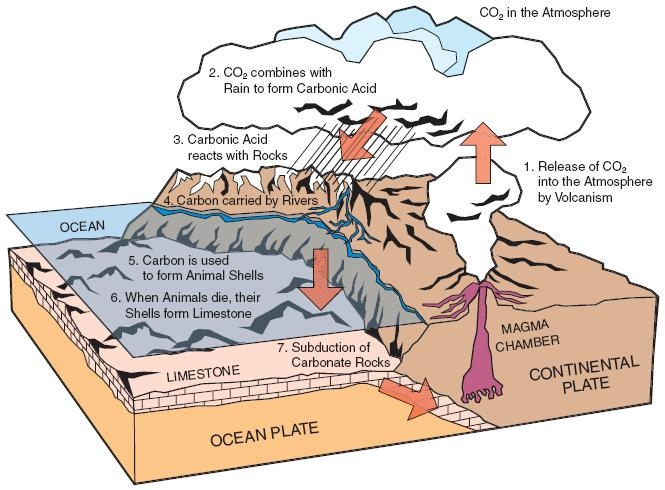 CO2 in the Atmosphere
2. CO2 combines with
Rain to form Carbonic Acid
3. Carbonic Acid
reacts with Rocks
1. Release of CO2
into the Atmosphere
by Volcanism
4. Carbon carried by Rivers
OCEAN
5. Carbon is used
to form Animal Shells
6. When Animals die, their
Shells form Limestone
7. Subduction of
Carbonate Rocks
MAGMA
CHAMBER
LIMESTONE
CONTINENTAL
PLATE
OCEAN PLATE